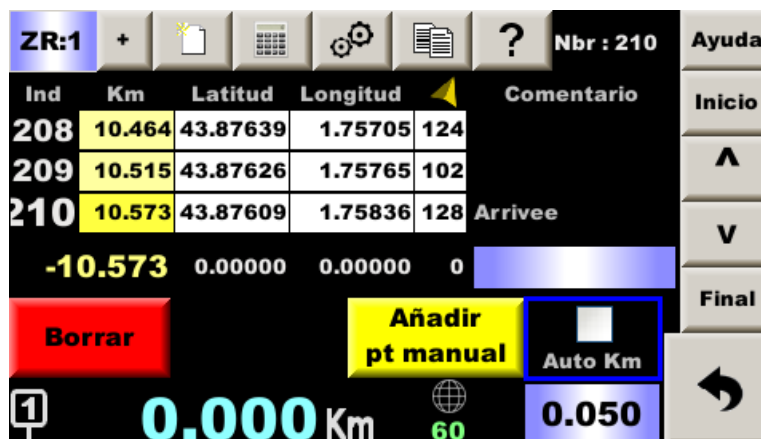 ZR:1 + ? Nbr : 210 Ayuda
Ind Km Latitud Longitud Comentario Inicio
208 10.464 43.87639 1.75705 124
209 10.515 43.87626 1.75765 102
210 10.573 43.87609 1.75836 128 Arrivee
-10.573 0.00000 0.00000 0
Final
Borrar
Añadir
pt manual
Auto Km
1 0.000 Km 60 0.050